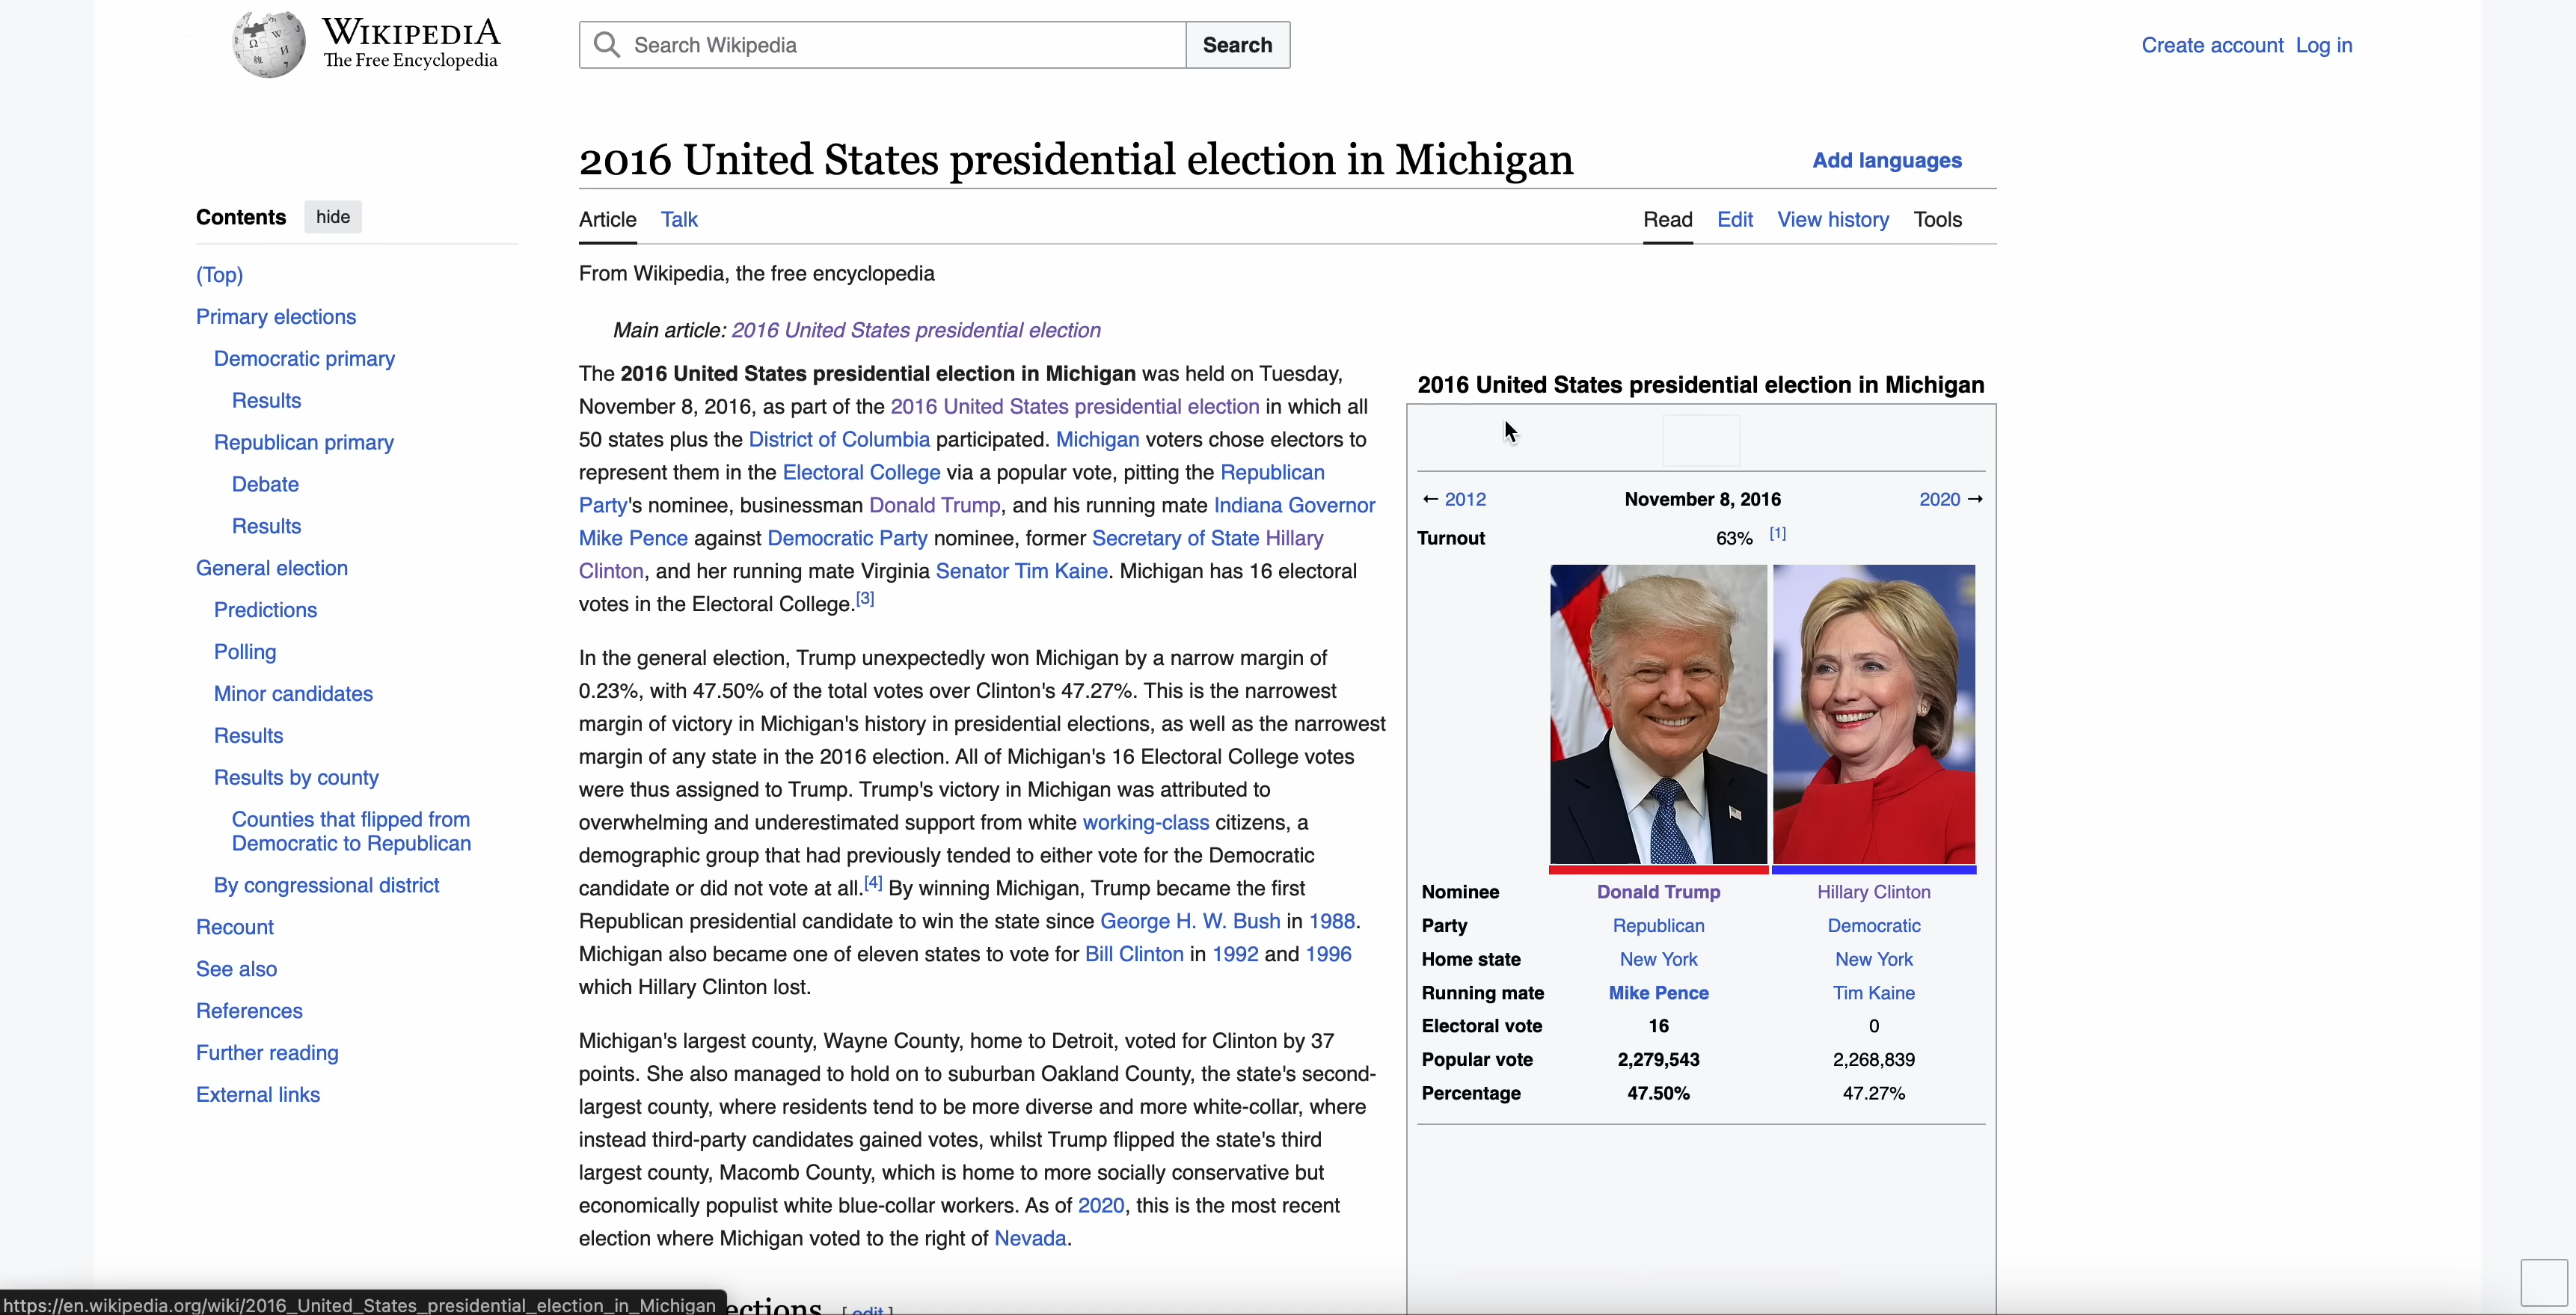 WIKIPEDIA
The Free Encyclopedia
Search Wikipedia
Search
Create account Log in
2016 United States presidential election in Michigan
Add languages
Contents hide
Article Talk
Read Edit View history Tools
(Top)
Primary elections
Democratic primary
Results
Republican primary
Debate
Results
General election
Predictions
Polling
Minor candidates
Results
Results by county
Counties that flipped from
Democratic to Republican
By congressional district
Recount
See also
References
Further reading
External links
From Wikipedia, the free encyclopedia
Main article: 2016 United States presidential election
The 2016 United States presidential election in Michigan was held on Tuesday,
November 8, 2016, as part of the 2016 United States presidential election in which all
50 states plus the District of Columbia participated. Michigan voters chose electors to
represent them in the Electoral College via a popular vote, pitting the Republican
Party's nominee, businessman Donald Trump, and his running mate Indiana Governor
Mike Pence against Democratic Party nominee, former Secretary of State Hillary
Clinton, and her running mate Virginia Senator Tim Kaine. Michigan has 16 electoral
votes in the Electoral College.[3]
In the general election, Trump unexpectedly won Michigan by a narrow margin of
0.23%, with 47.50% of the total votes over Clinton's 47.27%. This is the narrowest
margin of victory in Michigan's history in presidential elections, as well as the narrowest
margin of any state in the 2016 election. All of Michigan's 16 Electoral College votes
were thus assigned to Trump. Trump's victory in Michigan was attributed to
overwhelming and underestimated support from white working-class citizens, a
demographic group that had previously tended to either vote for the Democratic
candidate or did not vote at all.[4] By winning Michigan, Trump became the first
Republican presidential candidate to win the state since George H. W. Bush in 1988.
Michigan also became one of eleven states to vote for Bill Clinton in 1992 and 1996
which Hillary Clinton lost.
Michigan's largest county, Wayne County, home to Detroit, voted for Clinton by 37
points. She also managed to hold on to suburban Oakland County, the state's second-
largest county, where residents tend to be more diverse and more white-collar, where
instead third-party candidates gained votes, whilst Trump flipped the state's third
largest county, Macomb County, which is home to more socially conservative but
economically populist white blue-collar workers. As of 2020, this is the most recent
election where Michigan voted to the right of Nevada.
2016 United States presidential election in Michigan
← 2012 November 8, 2016 2020 →
Turnout 63% [1]
Nominee Donald Trump Hillary Clinton
Party Republican Democratic
Home state New York New York
Running mate Mike Pence Tim Kaine
Electoral vote 16 0
Popular vote 2,279,543 2,268,839
Percentage 47.50% 47.27%
https://en.wikipedia.org/wiki/2016_United_States_presidential_election_in_Michigan
ections [ edit ]